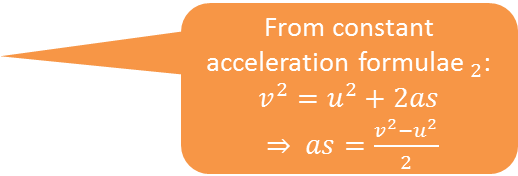 From constant
acceleration formulae ₂:
𝑣² = 𝑢² + 2𝑎𝑠
⇒ 𝑎𝑠 = (𝑣²−𝑢²)/2